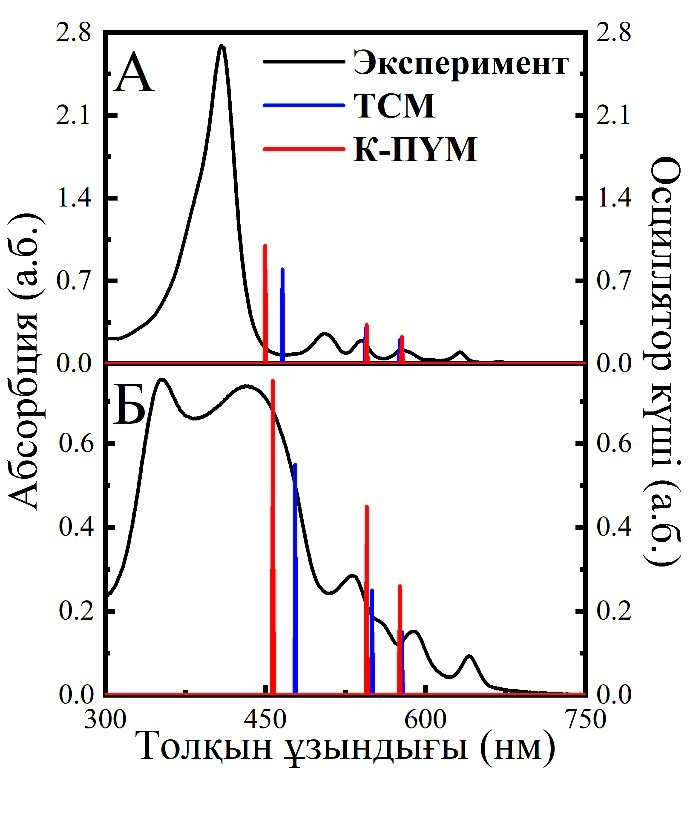 2.8
2.8
А
Эксперимент
ТСМ
К-ПҮМ
2.1
2.1
1.4
1.4
0.7
0.7
0.0
0.0
Б
0.6
0.6
0.4
0.4
0.2
0.2
0.0
0.0
300
450
600
750
Абсорбция (а.б.)
Осциллятор күші (а.б.)
Толқын ұзындығы (нм)